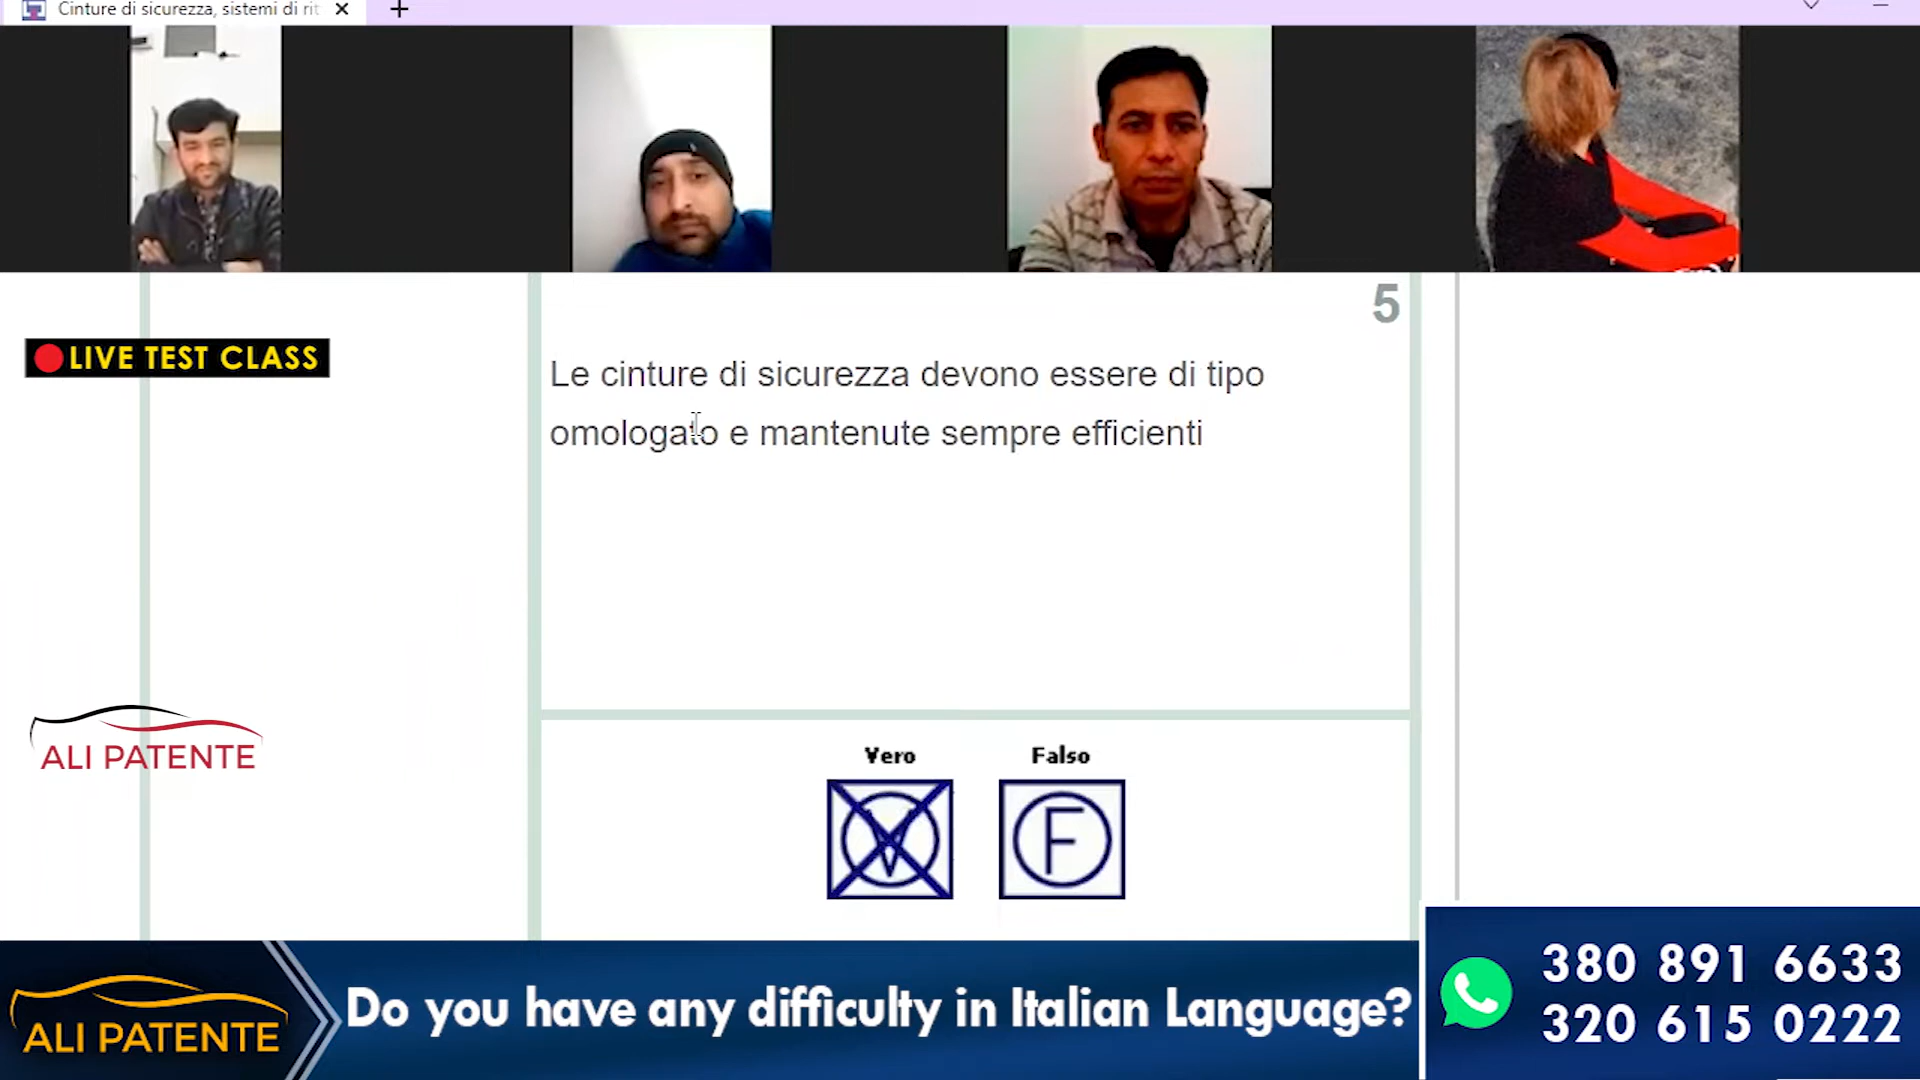 Cinture di sicurezza, sistemi di rit
5
LIVE TEST CLASS
Le cinture di sicurezza devono essere di tipo
omologato e mantenute sempre efficienti
ALI PATENTE
Vero
Falso
V
F
ALI PATENTE
Do you have any difficulty in Italian Language?
380 891 6633
320 615 0222